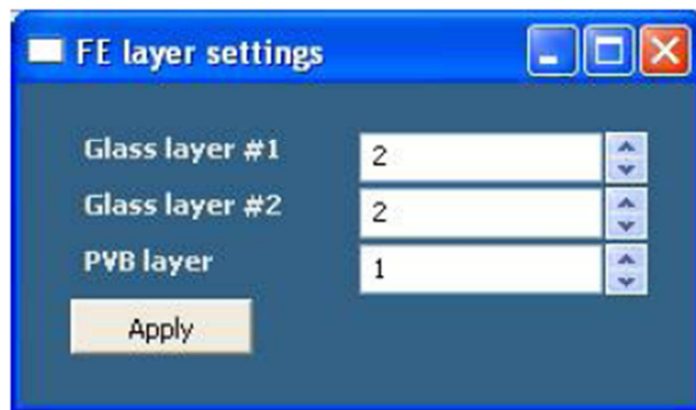 FE layer settings
Glass layer #1 2
Glass layer #2 2
PVB layer 1
Apply